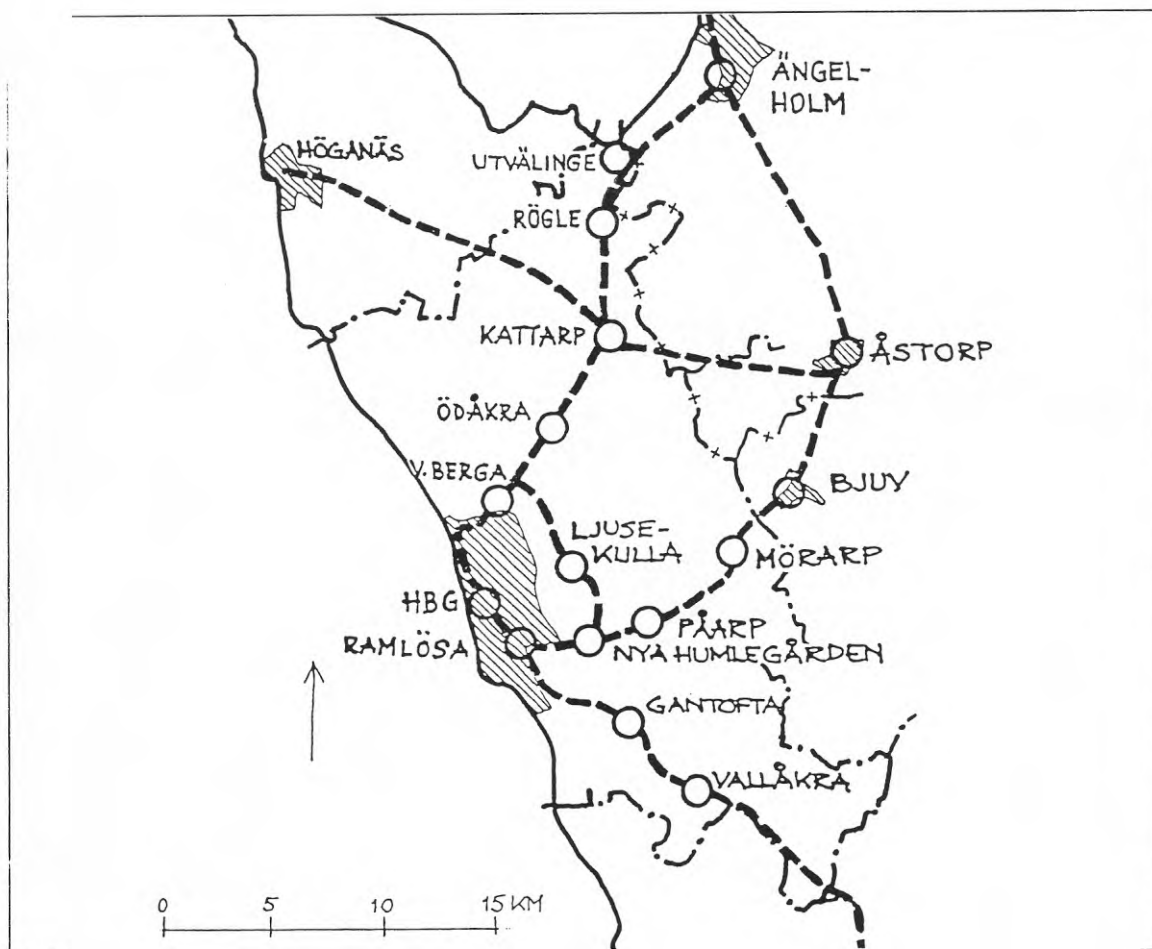 ÄNGEL-
HOLM
HÖGANÄS
UTVÄLINGE
RÖGLE
KATTARP
ÅSTORP
ÖDÅKRA
V. BERGA
BJUV
LJUSE-
KULLA
MÖRARP
HBG
PÅARP
RAMLÖSA
NYA HUMLEGÅRDEN
GANTOFTA
VALLÅKRA
0 5 10 15 KM